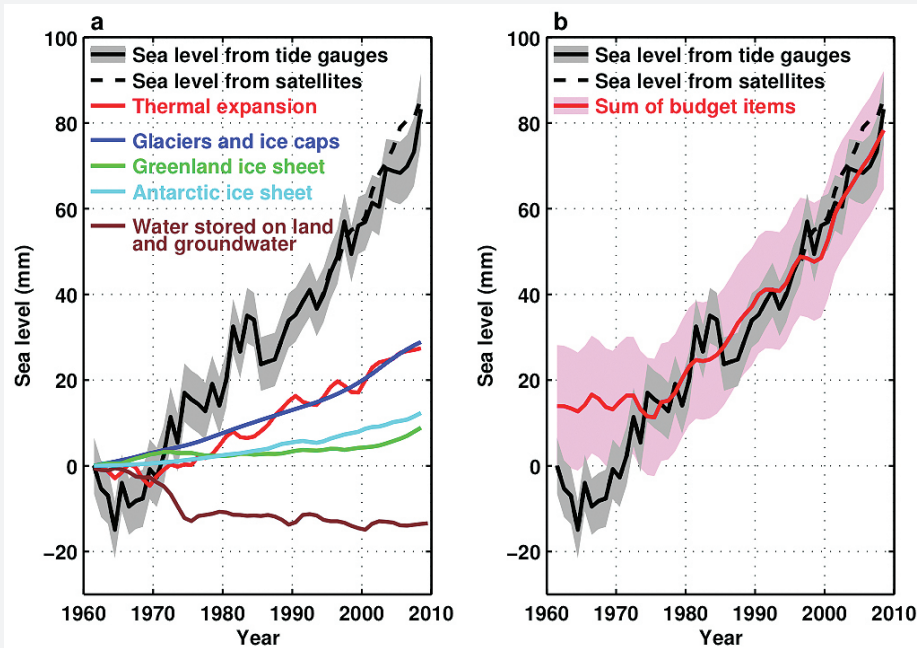 a
Sea level from tide gauges
Sea level from satellites
Thermal expansion
Glaciers and ice caps
Greenland ice sheet
Antarctic ice sheet
Water stored on land
and groundwater
100
80
60
40
20
0
−20
Sea level (mm)
1960 1970 1980 1990 2000 2010
Year
b
Sea level from tide gauges
Sea level from satellites
Sum of budget items
100
80
60
40
20
0
−20
Sea level (mm)
1960 1970 1980 1990 2000 2010
Year